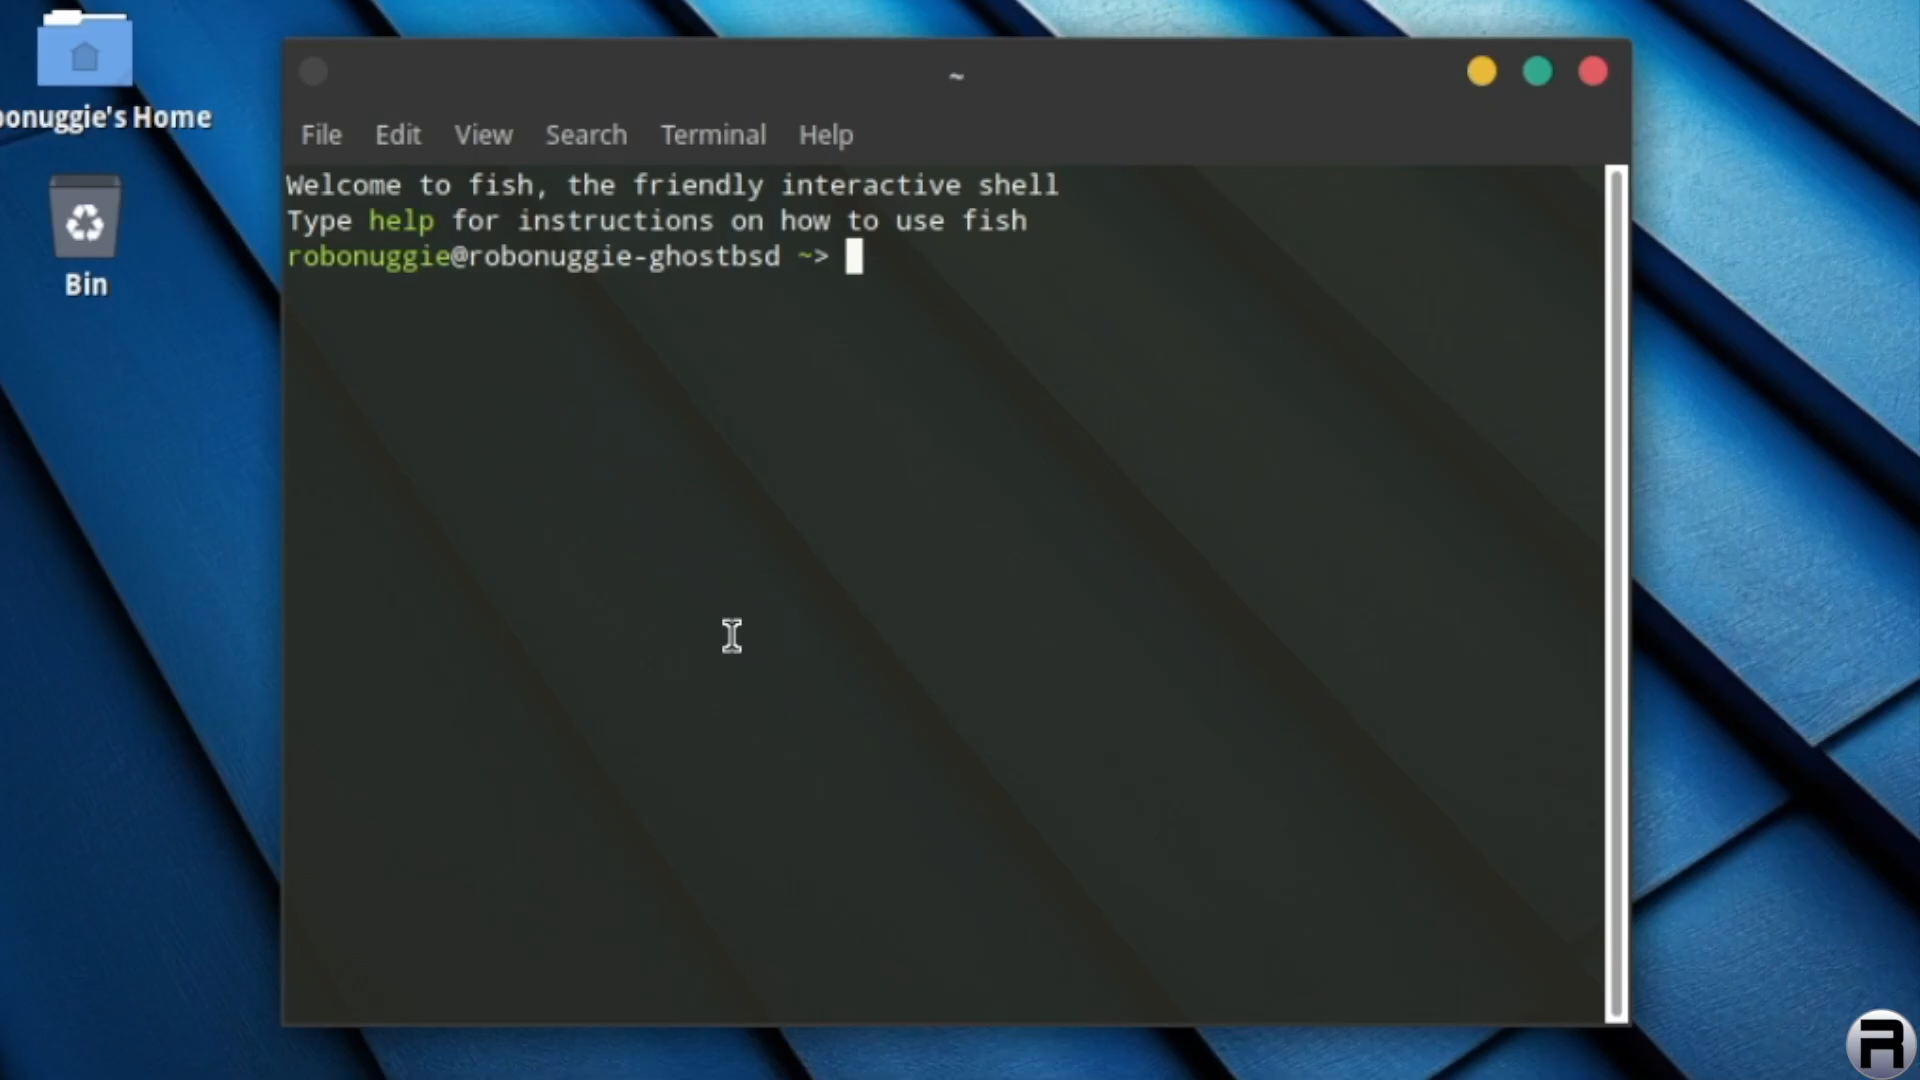 bonuggie's Home
Bin
~
File Edit View Search Terminal Help
Welcome to fish, the friendly interactive shell
Type help for instructions on how to use fish
robonuggie@robonuggie-ghostbsd ~>
R